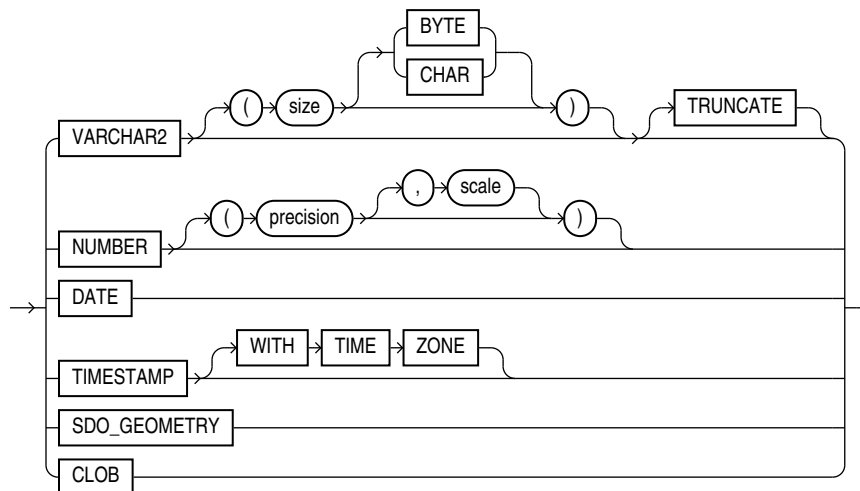 BYTE
CHAR
( size ) TRUNCATE
VARCHAR2
, scale
( precision )
NUMBER
DATE
WITH TIME ZONE
TIMESTAMP
SDO_GEOMETRY
CLOB